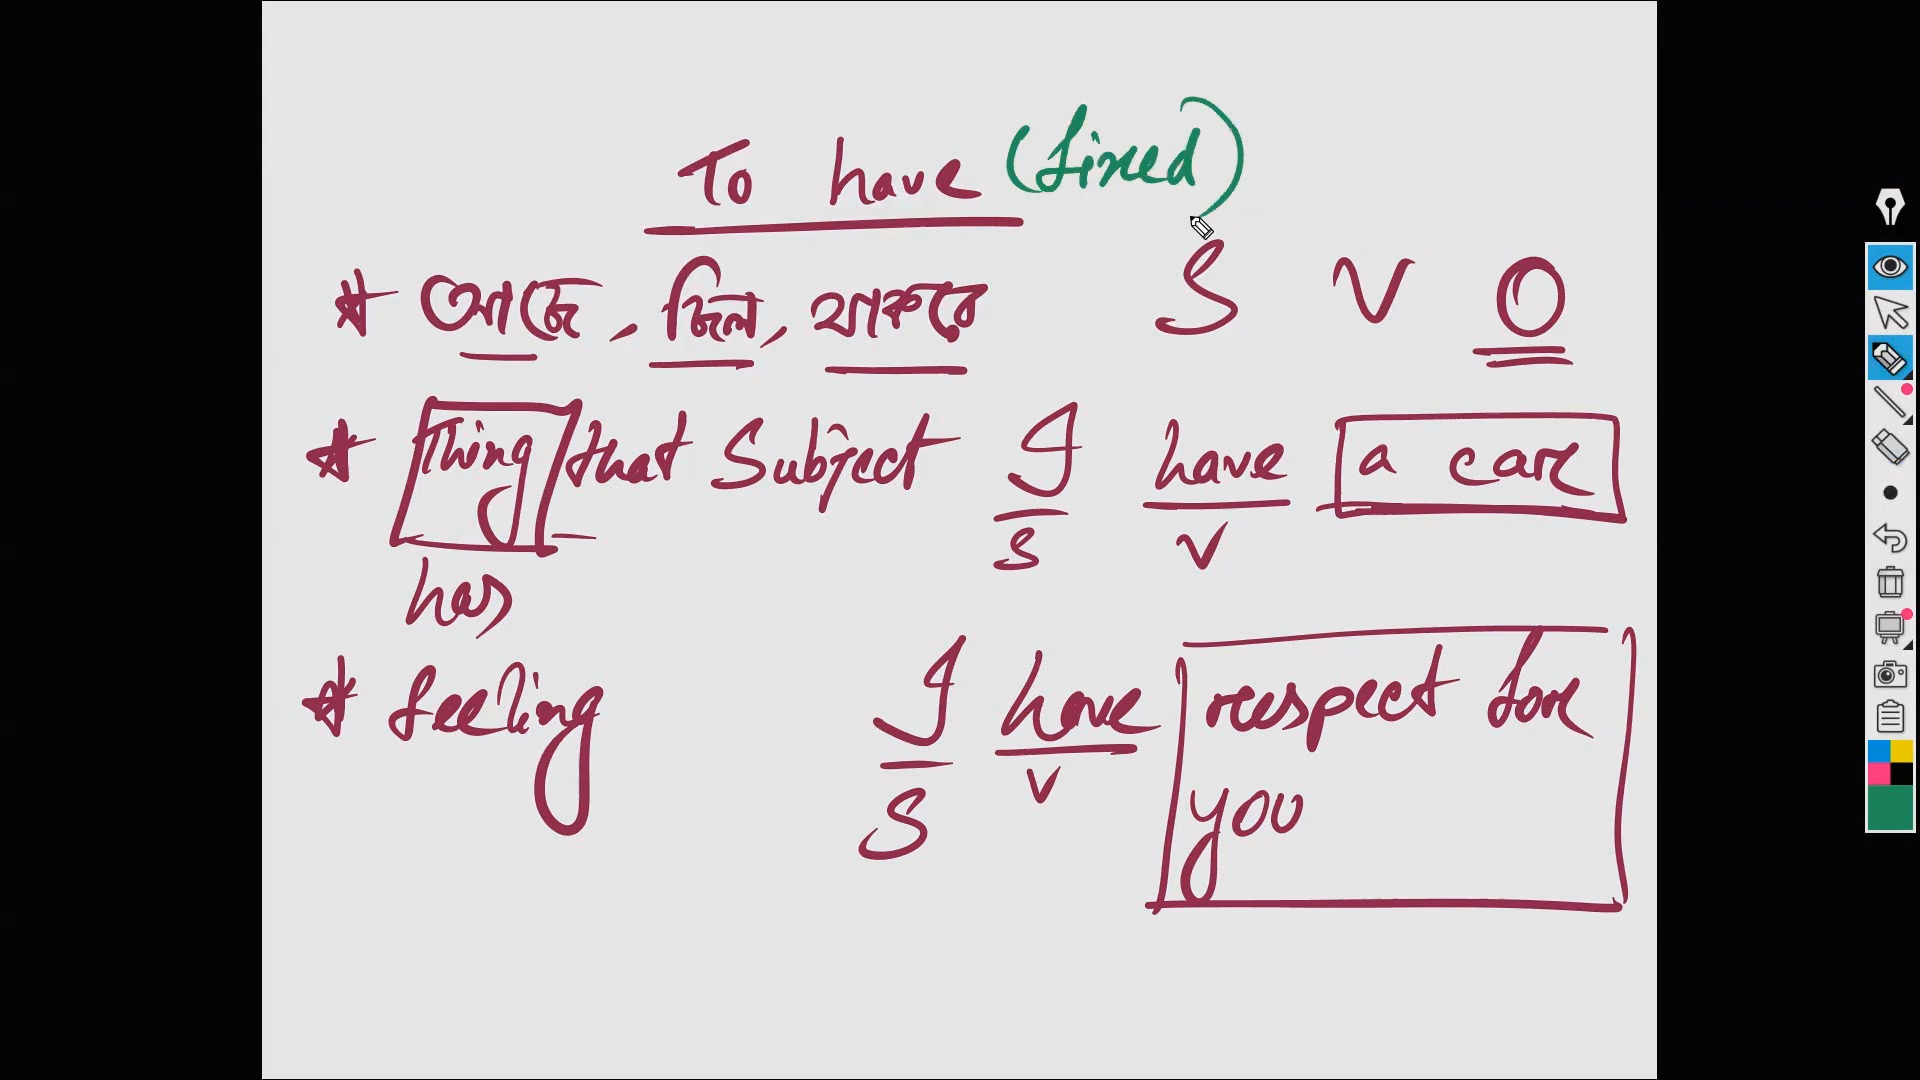 To have (fixed)
* আছে, ছিল, থাকবে S V O
* Thing that Subject I have a car
S V
has
* feeling I have respect for
S V you